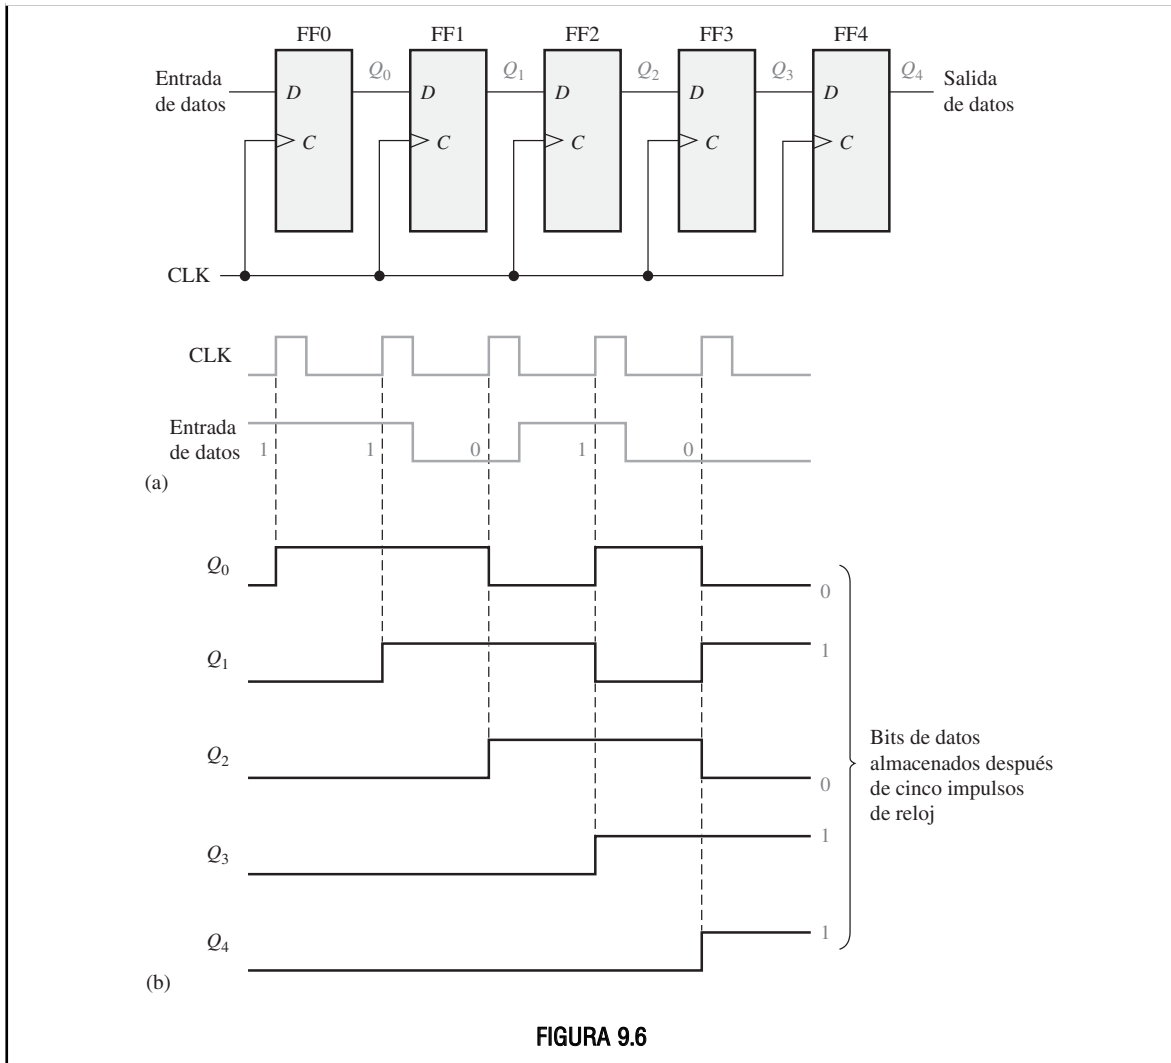 FF0 FF1 FF2 FF3 FF4
Entrada
de datos
Q0 Q1 Q2 Q3 Q4
Salida
de datos
D D D D D
C C C C C
CLK
CLK
Entrada
de datos
1 1 0 1 0
(a)
Q0
0
Q1
1
Q2
0
Bits de datos
almacenados después
de cinco impulsos
de reloj
Q3
1
Q4
1
(b)
FIGURA 9.6